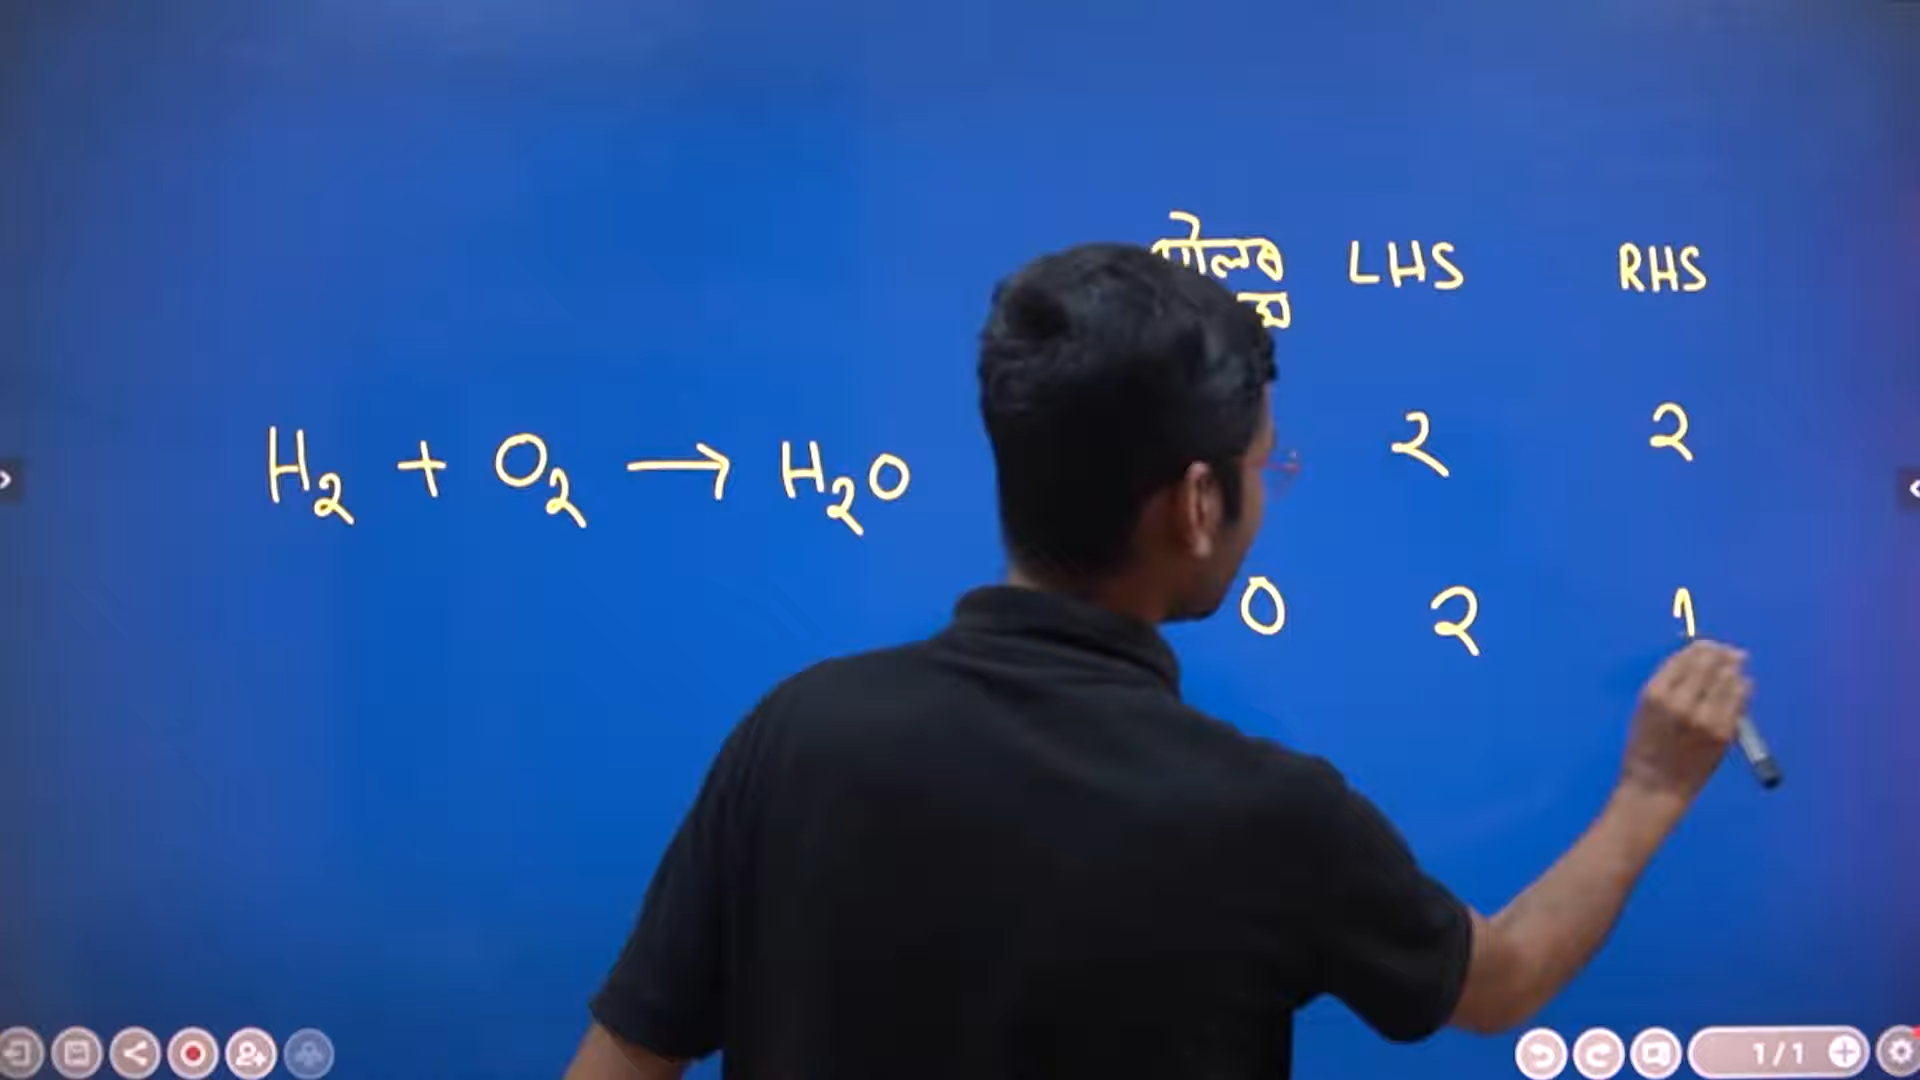 LHS RHS
H₂ + O₂ → H₂O
2 2
O 2 1
1/1